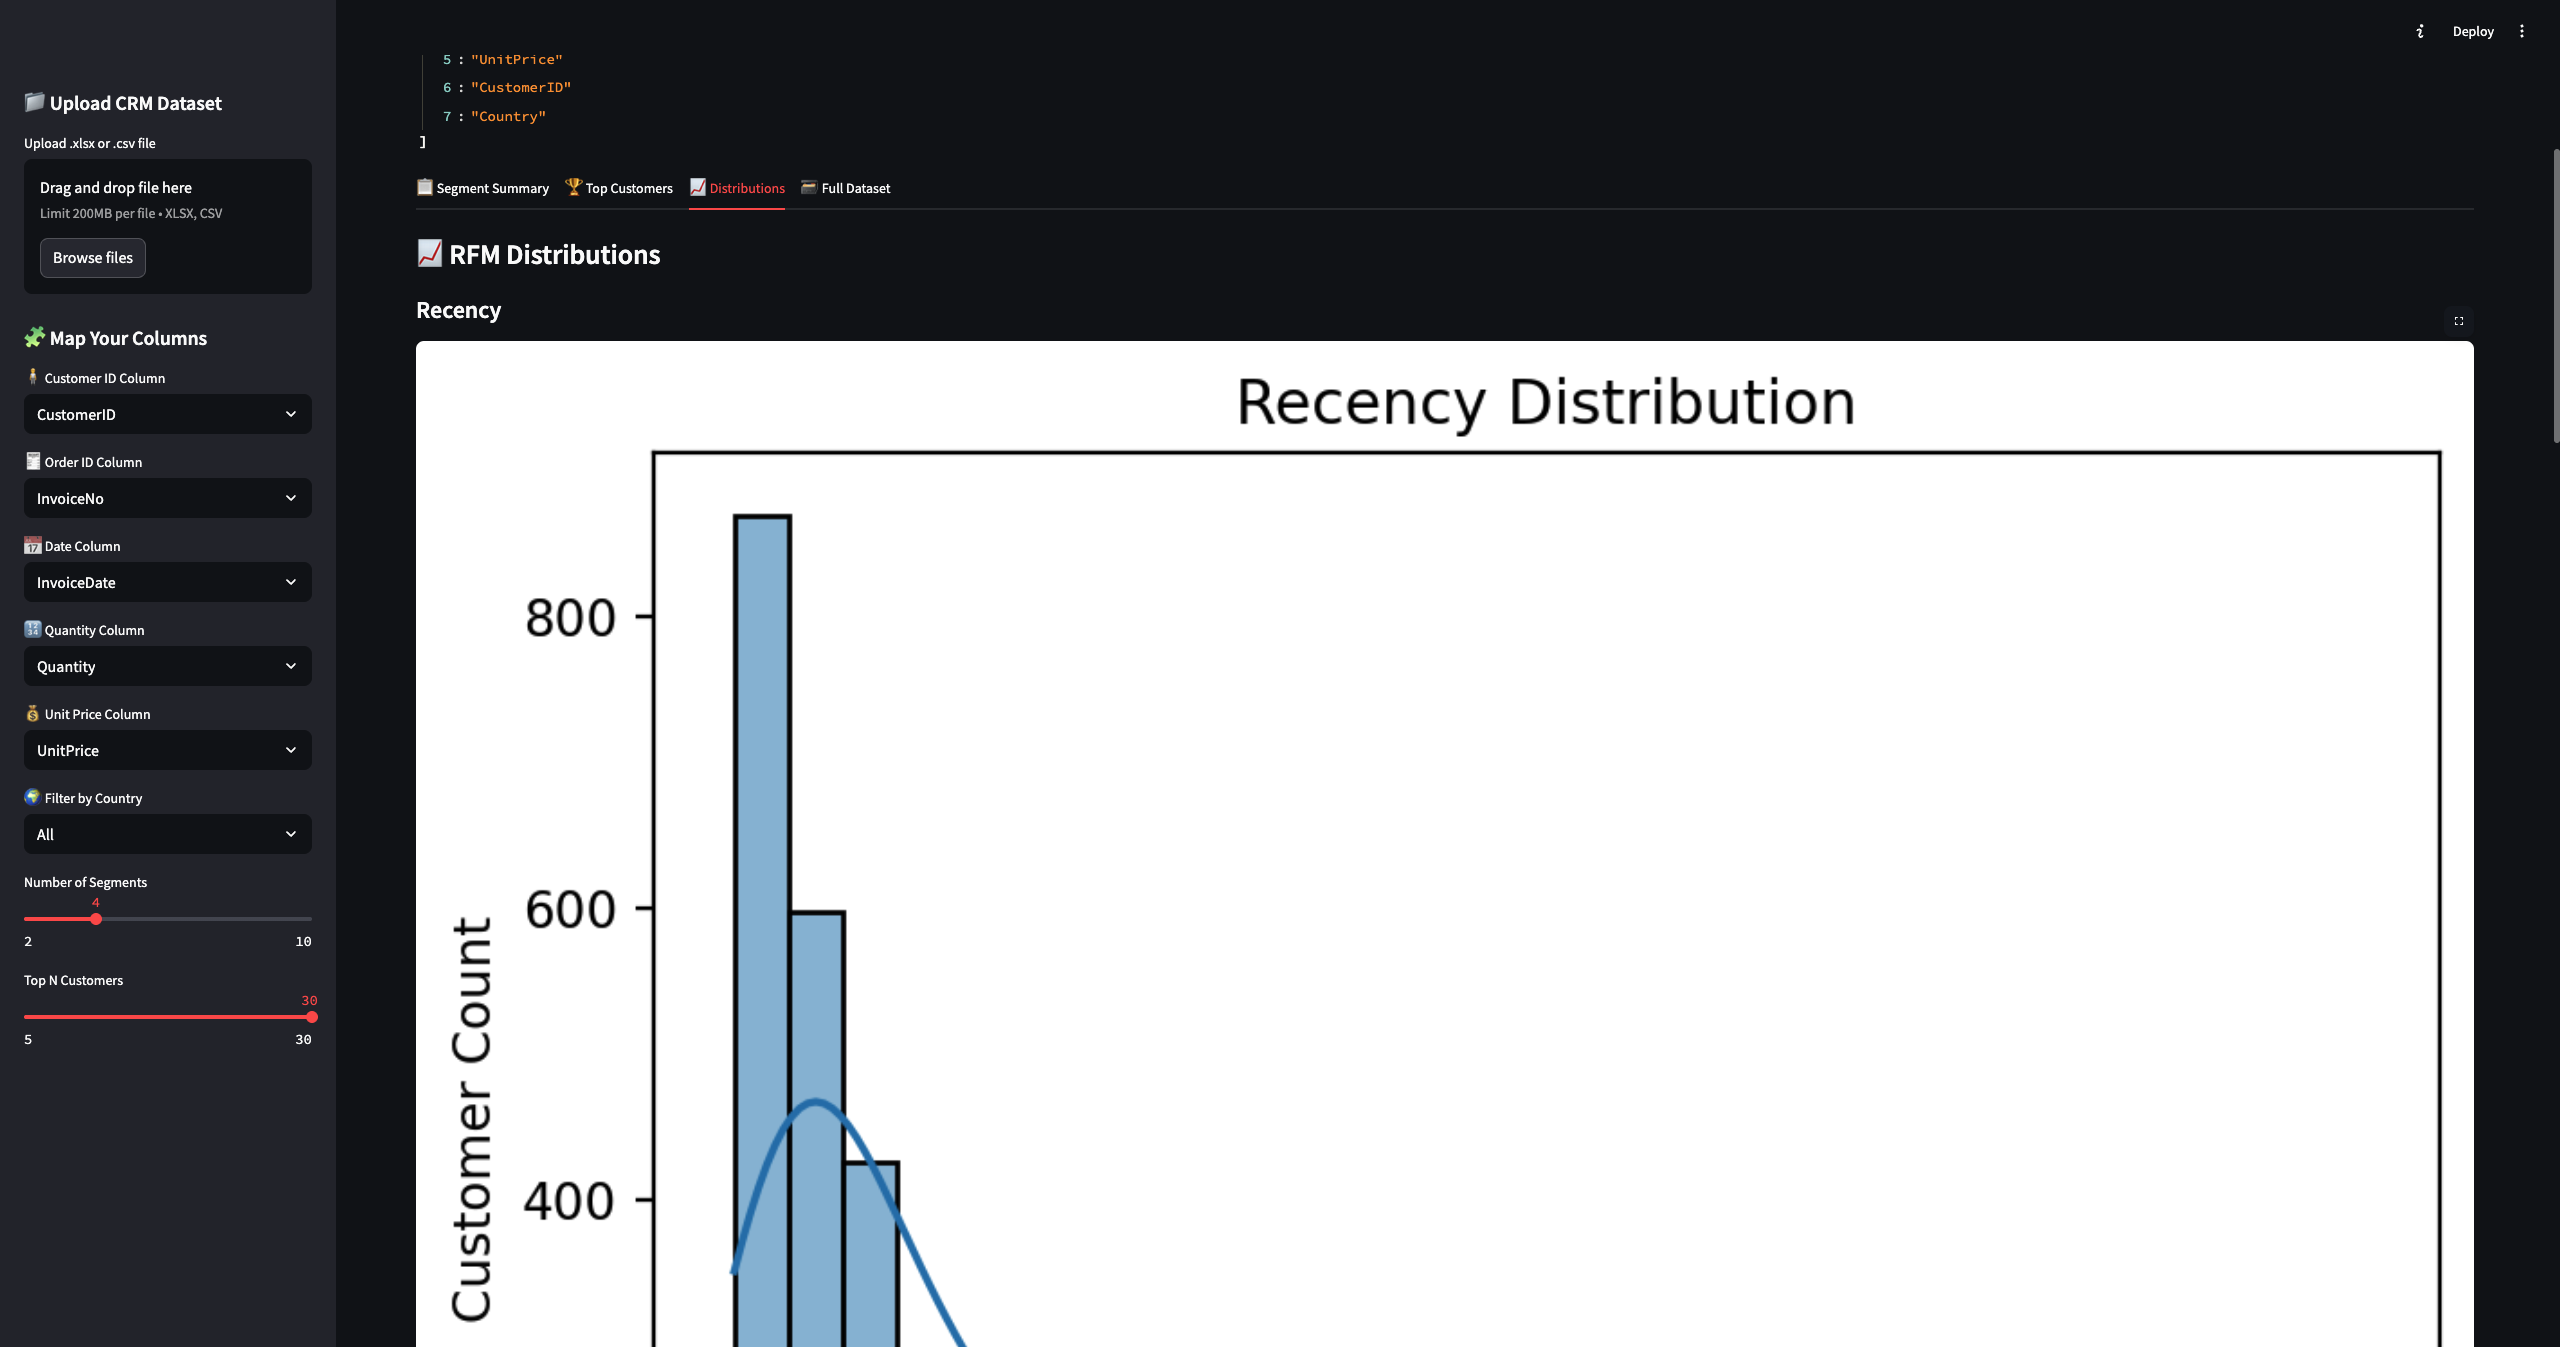 Deploy
Upload CRM Dataset
Upload .xlsx or .csv file
Drag and drop file here
Limit 200MB per file • XLSX, CSV
Browse files
Map Your Columns
Customer ID Column
CustomerID
Order ID Column
InvoiceNo
Date Column
InvoiceDate
Quantity Column
Quantity
Unit Price Column
UnitPrice
Filter by Country
All
Number of Segments
4
2 10
Top N Customers
30
5 30
5 : "UnitPrice"
6 : "CustomerID"
7 : "Country"
]
Segment Summary Top Customers Distributions Full Dataset
RFM Distributions
Recency
Recency Distribution
800
600
400
Customer Count